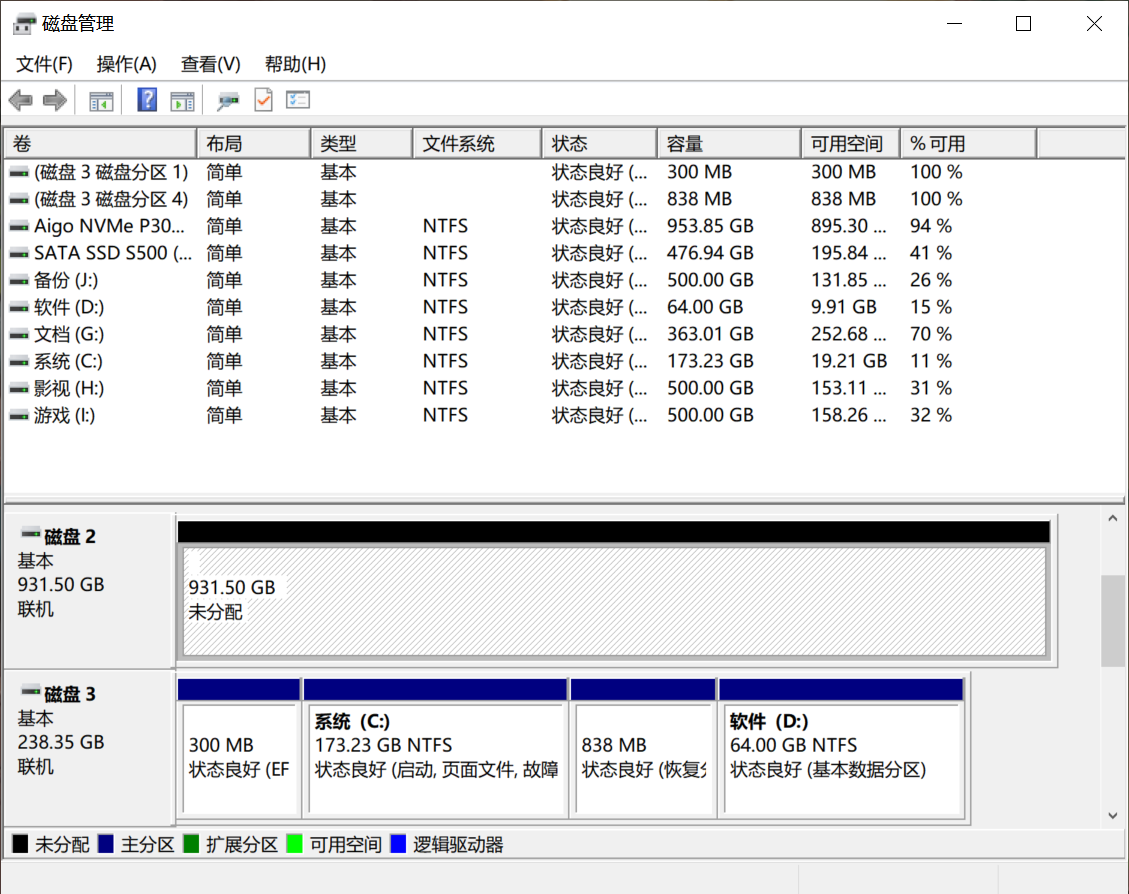 磁盘管理
文件(F) 操作(A) 查看(V) 帮助(H)
卷 布局 类型 文件系统 状态 容量 可用空间 % 可用
(磁盘 3 磁盘分区 1) 简单 基本 状态良好 (... 300 MB 300 MB 100 %
(磁盘 3 磁盘分区 4) 简单 基本 状态良好 (... 838 MB 838 MB 100 %
Aigo NVMe P30... 简单 基本 NTFS 状态良好 (... 953.85 GB 895.30 ... 94 %
SATA SSD S500 (... 简单 基本 NTFS 状态良好 (... 476.94 GB 195.84 ... 41 %
备份 (J:) 简单 基本 NTFS 状态良好 (... 500.00 GB 131.85 ... 26 %
软件 (D:) 简单 基本 NTFS 状态良好 (... 64.00 GB 9.91 GB 15 %
文档 (G:) 简单 基本 NTFS 状态良好 (... 363.01 GB 252.68 ... 70 %
系统 (C:) 简单 基本 NTFS 状态良好 (... 173.23 GB 19.21 GB 11 %
影视 (H:) 简单 基本 NTFS 状态良好 (... 500.00 GB 153.11 ... 31 %
游戏 (I:) 简单 基本 NTFS 状态良好 (... 500.00 GB 158.26 ... 32 %
磁盘 2
基本
931.50 GB
联机
931.50 GB
未分配
磁盘 3
基本
238.35 GB
联机
300 MB
状态良好 (EF
系统 (C:)
173.23 GB NTFS
状态良好 (启动, 页面文件, 故障
838 MB
状态良好 (恢复分
软件 (D:)
64.00 GB NTFS
状态良好 (基本数据分区)
未分配 主分区 扩展分区 可用空间 逻辑驱动器